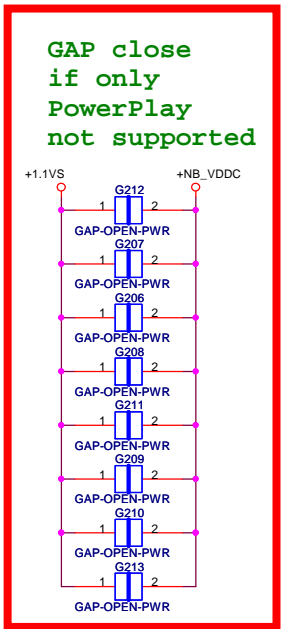 GAP close
if only
PowerPlay
not supported
+1.1VS +NB_VDDC
G212
1 2
GAP-OPEN-PWR
G207
1 2
GAP-OPEN-PWR
G206
1 2
GAP-OPEN-PWR
G208
1 2
GAP-OPEN-PWR
G211
1 2
GAP-OPEN-PWR
G209
1 2
GAP-OPEN-PWR
G210
1 2
GAP-OPEN-PWR
G213
1 2
GAP-OPEN-PWR